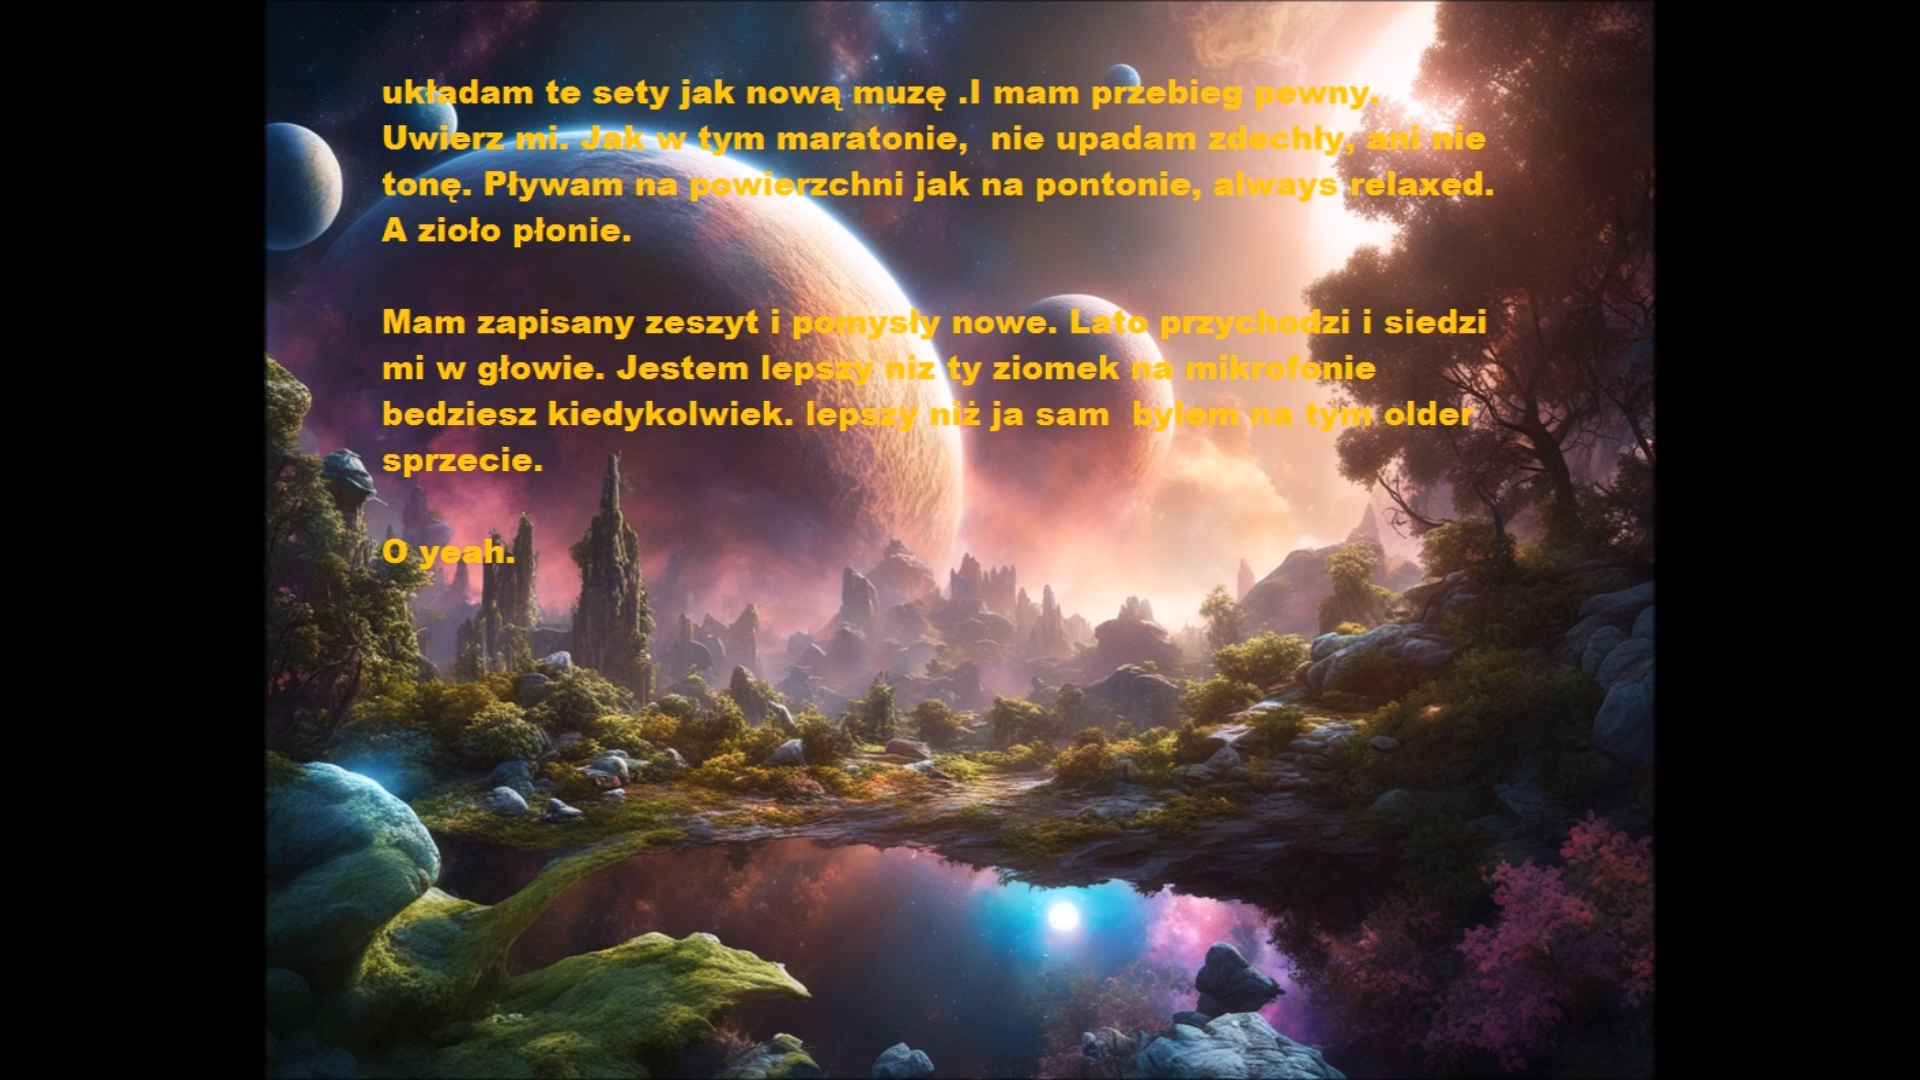 układam te sety jak nową muzę .I mam przebieg pewny.
Uwierz mi. Jak w tym maratonie,  nie upadam zdechły, ani nie
tonę. Pływam na powierzchni jak na pontonie, always relaxed.
A zioło płonie.
Mam zapisany zeszyt i pomysły nowe. Lato przychodzi i siedzi
mi w głowie. Jestem lepszy niz ty ziomek na mikrofonie
bedziesz kiedykolwiek. lepszy niż ja sam  bylem na tym older
sprzecie.
O yeah.